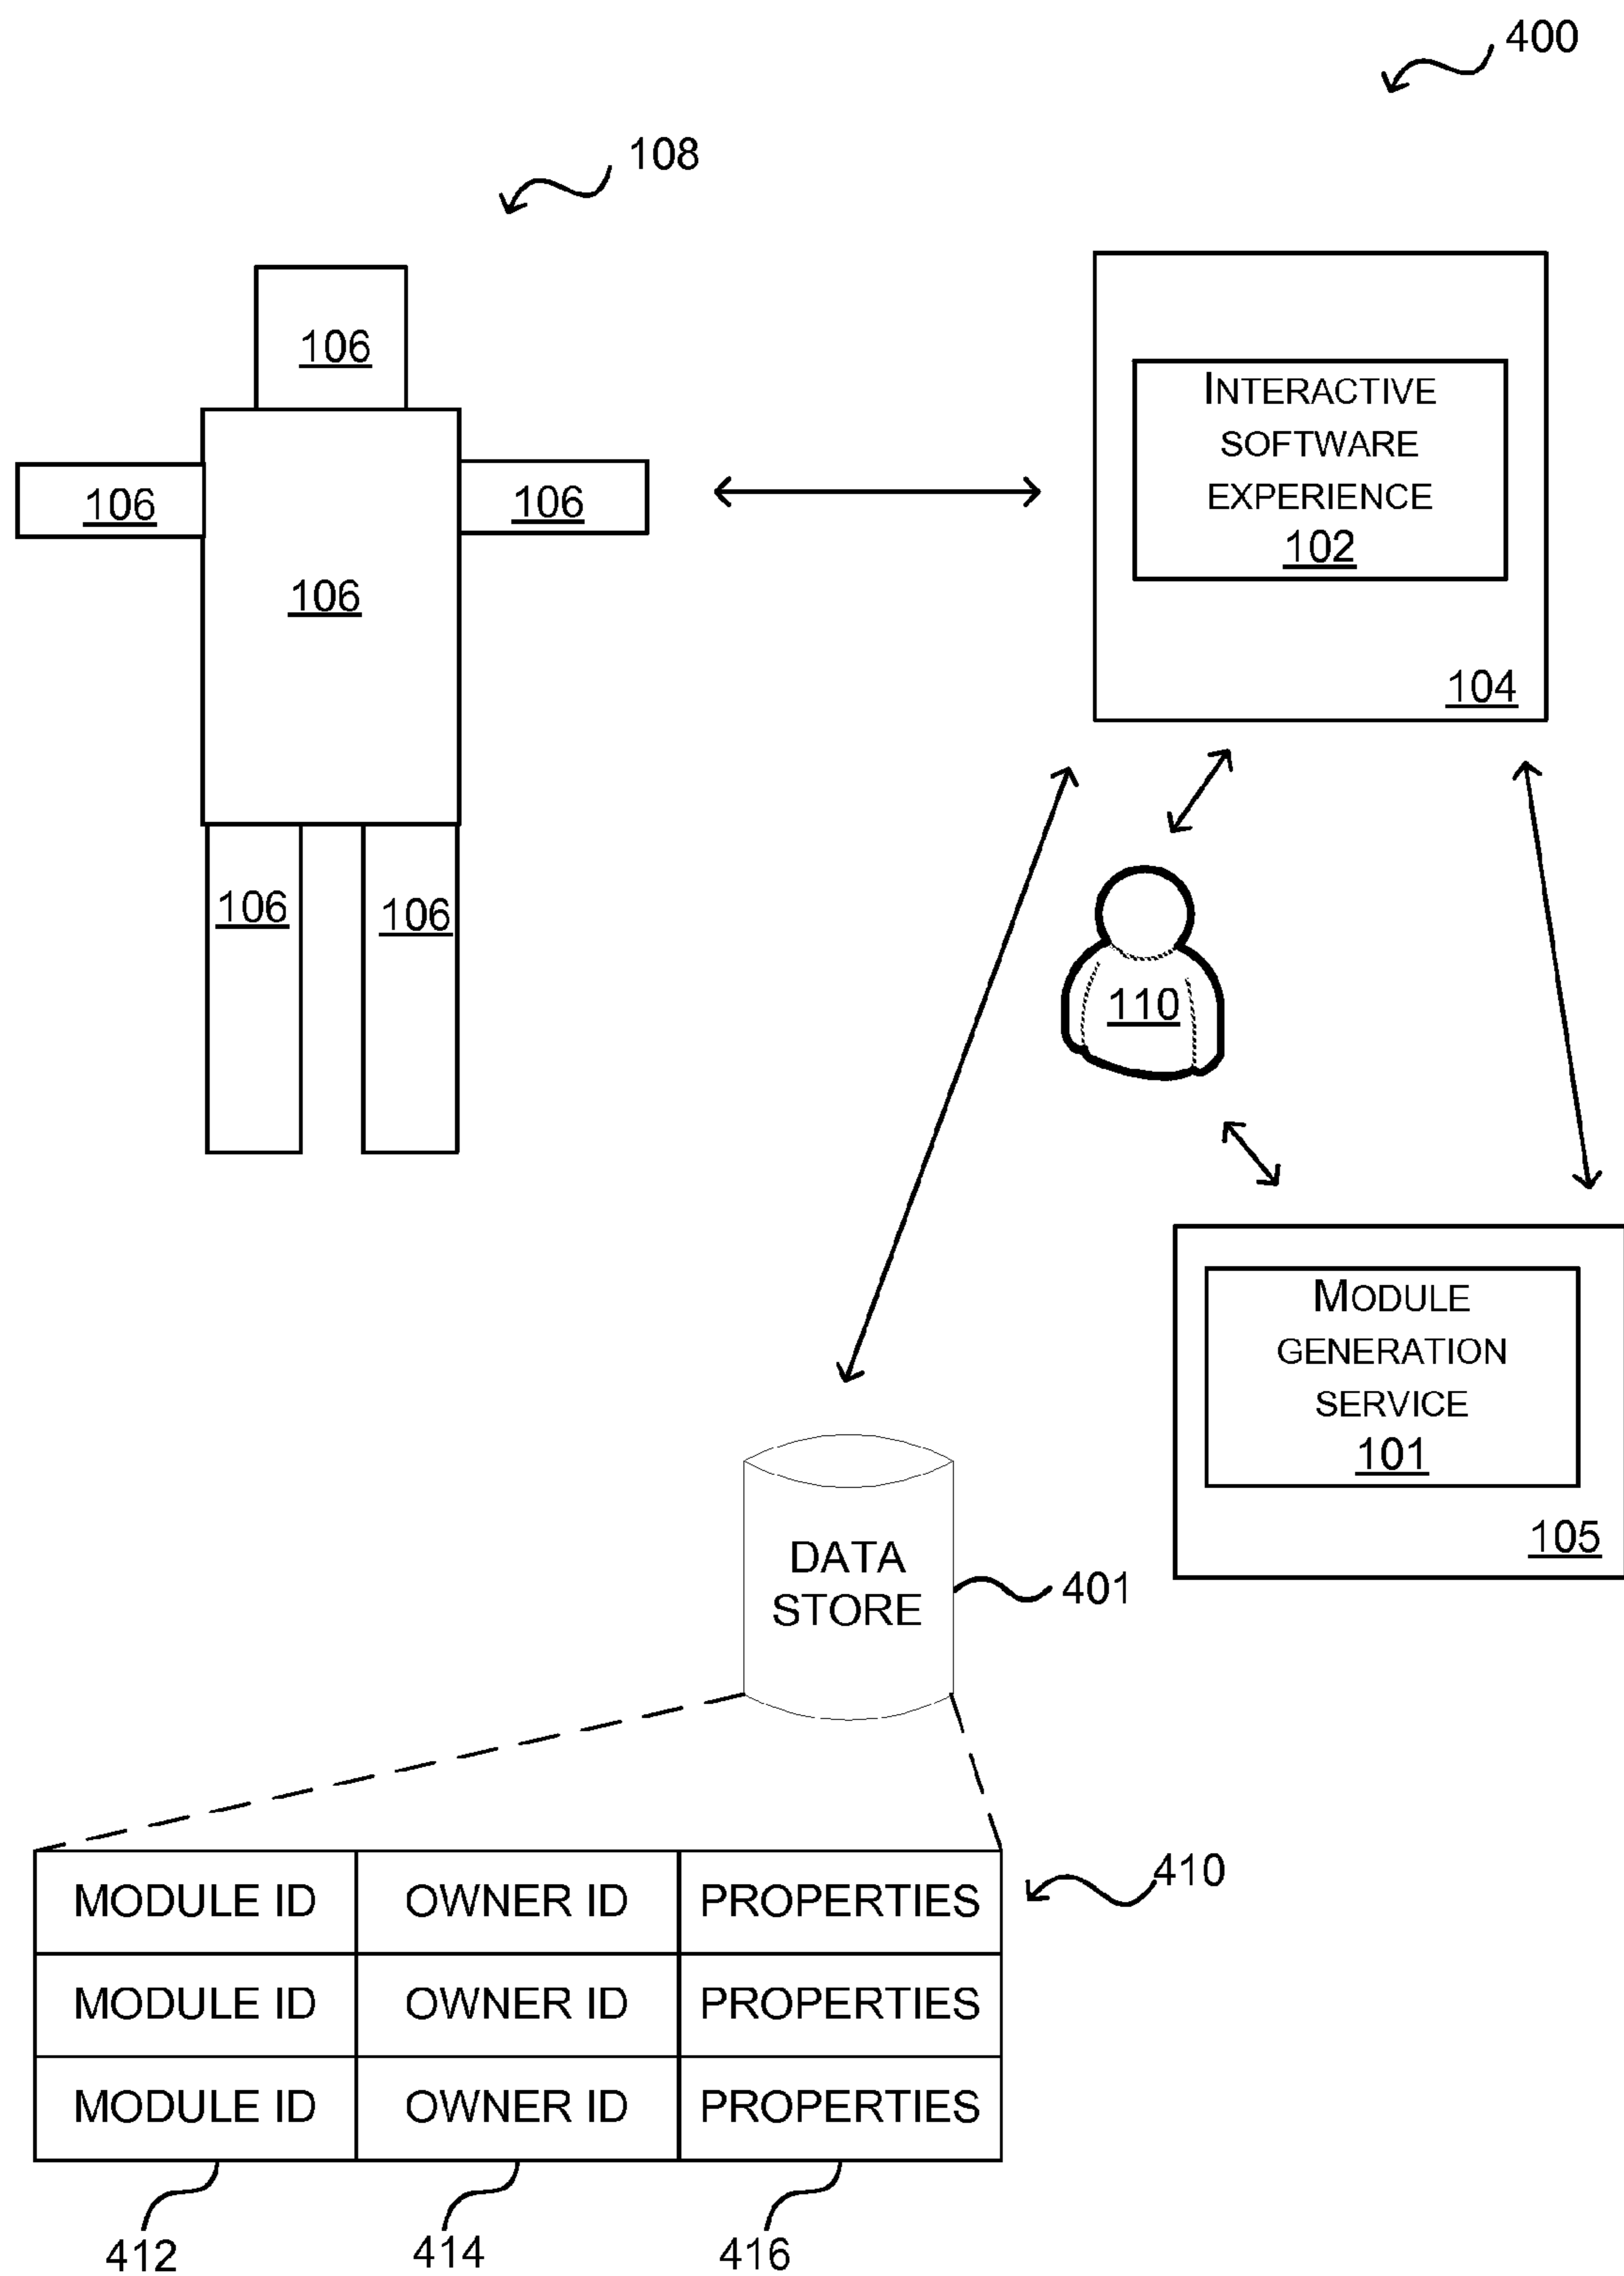 400
108
106
106
106
106
106
106
INTERACTIVE
SOFTWARE
EXPERIENCE
102
104
110
MODULE
GENERATION
SERVICE
101
105
DATA
STORE
401
410
MODULE ID OWNER ID PROPERTIES
MODULE ID OWNER ID PROPERTIES
MODULE ID OWNER ID PROPERTIES
412 414 416